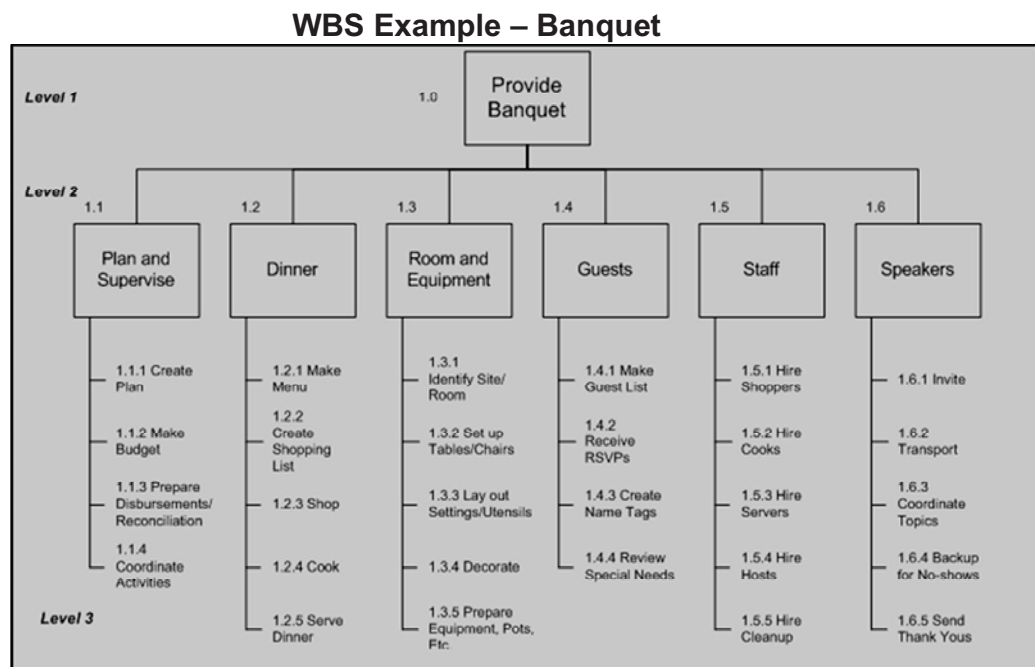 WBS Example – Banquet
Level 1
1.0
Provide
Banquet
Level 2
1.1
1.2
1.3
1.4
1.5
1.6
Plan and
Supervise
Dinner
Room and
Equipment
Guests
Staff
Speakers
1.1.1 Create
Plan
1.1.2 Make
Budget
1.1.3 Prepare
Disbursements/
Reconciliation
1.1.4
Coordinate
Activities
1.2.1 Make
Menu
1.2.2
Create
Shopping
List
1.2.3 Shop
1.2.4 Cook
1.2.5 Serve
Dinner
1.3.1
Identify Site/
Room
1.3.2 Set up
Tables/Chairs
1.3.3 Lay out
Settings/Utensils
1.3.4 Decorate
1.3.5 Prepare
Equipment, Pots,
Etc.
1.4.1 Make
Guest List
1.4.2
Receive
RSVPs
1.4.3 Create
Name Tags
1.4.4 Review
Special Needs
1.5.1 Hire
Shoppers
1.5.2 Hire
Cooks
1.5.3 Hire
Servers
1.5.4 Hire
Hosts
1.5.5 Hire
Cleanup
1.6.1 Invite
1.6.2
Transport
1.6.3
Coordinate
Topics
1.6.4 Backup
for No-shows
1.6.5 Send
Thank Yous
Level 3